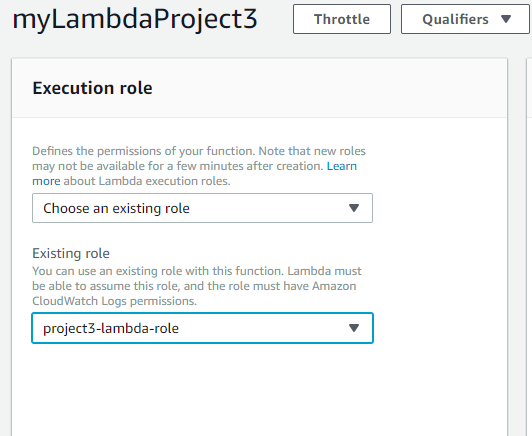 myLambdaProject3
Throttle
Qualifiers
Execution role
Defines the permissions of your function. Note that new roles
may not be available for a few minutes after creation. Learn
more about Lambda execution roles.
Choose an existing role
Existing role
You can use an existing role with this function. Lambda must
be able to assume this role, and the role must have Amazon
CloudWatch Logs permissions.
project3-lambda-role